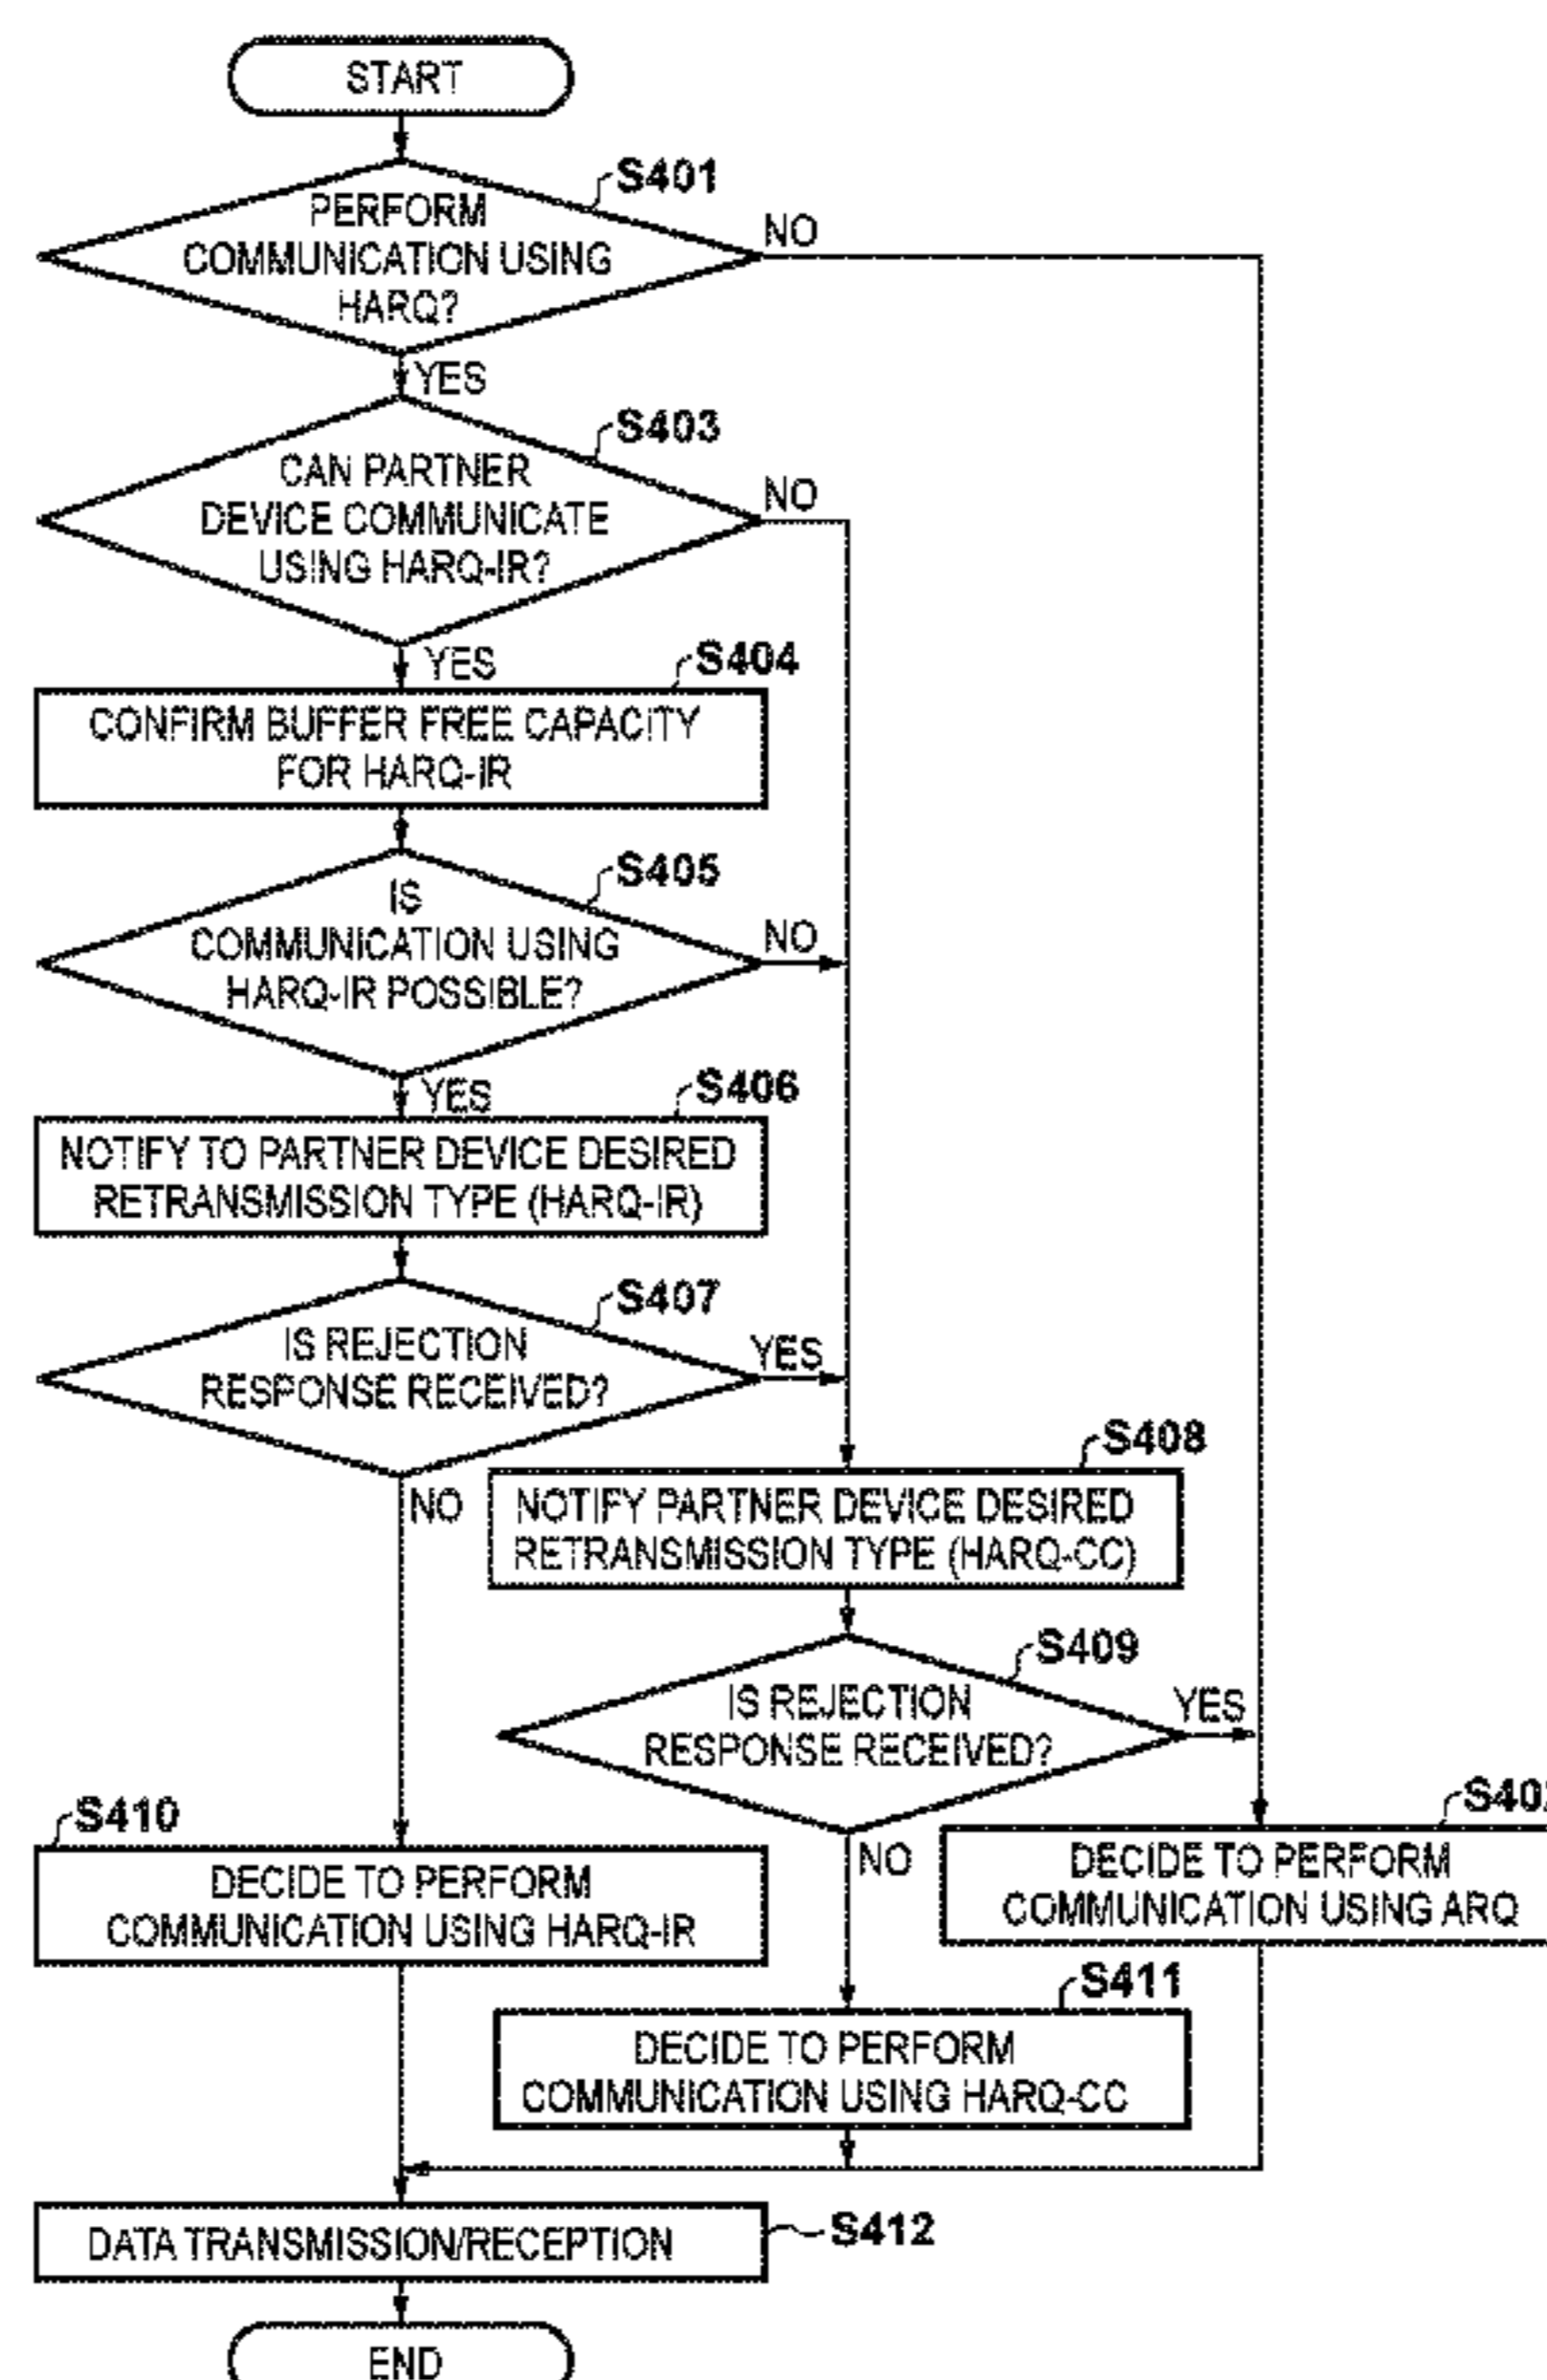 START
S401
PERFORM
COMMUNICATION USING
HARQ?
NO
YES
S403
CAN PARTNER
DEVICE COMMUNICATE
USING HARQ-IR?
NO
YES
S404
CONFIRM BUFFER FREE CAPACITY
FOR HARQ-IR
S405
IS
COMMUNICATION USING
HARQ-IR POSSIBLE?
NO
YES
S406
NOTIFY TO PARTNER DEVICE DESIRED
RETRANSMISSION TYPE (HARQ-IR)
S407
IS REJECTION
RESPONSE RECEIVED?
YES
NO
S408
NOTIFY PARTNER DEVICE DESIRED
RETRANSMISSION TYPE (HARQ-CC)
S409
IS REJECTION
RESPONSE RECEIVED?
YES
NO
S410
DECIDE TO PERFORM
COMMUNICATION USING HARQ-IR
DECIDE TO PERFORM
COMMUNICATION USING ARQ
S411
DECIDE TO PERFORM
COMMUNICATION USING HARQ-CC
DATA TRANSMISSION/RECEPTION
S412
END